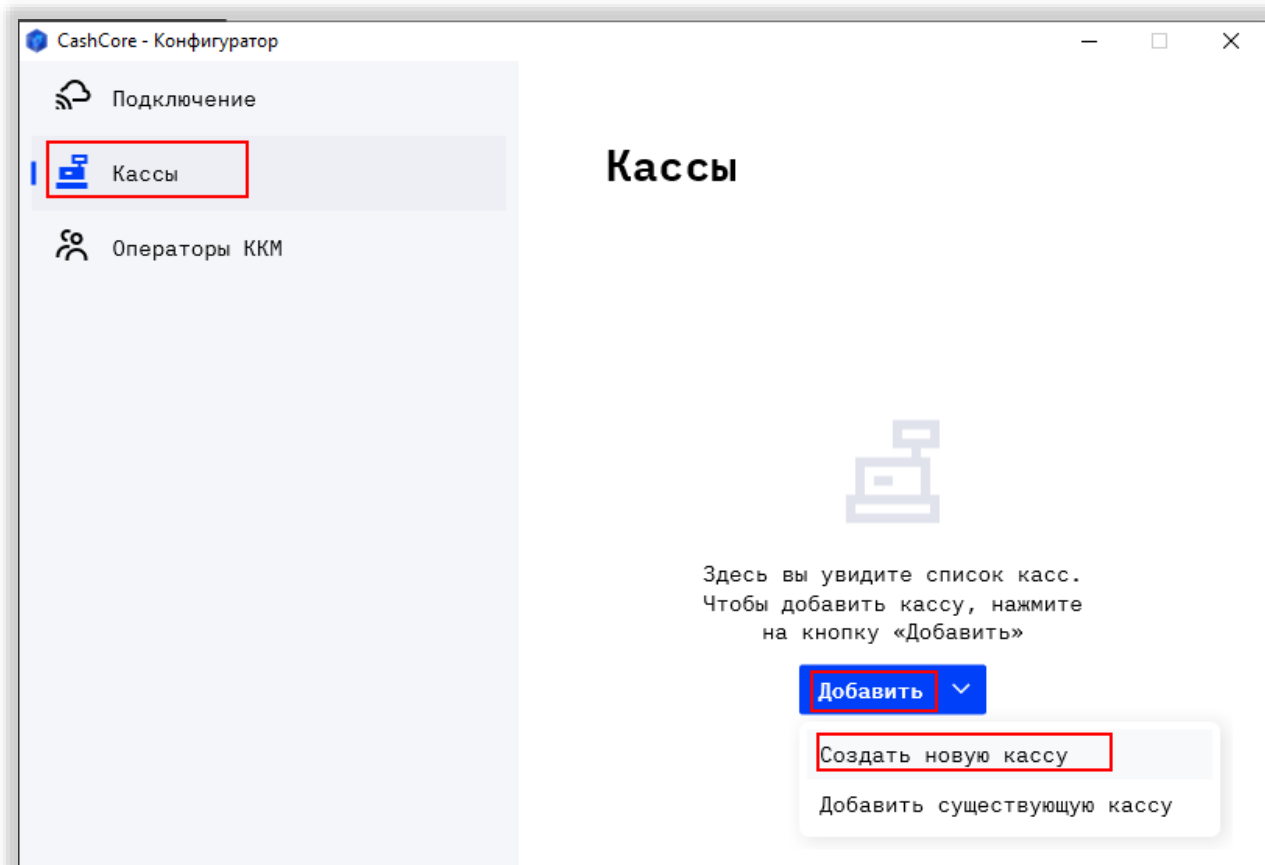 CashCore - Конфигуратор
Подключение
Кассы
Операторы ККМ
Кассы
Здесь вы увидите список касс.
Чтобы добавить кассу, нажмите
на кнопку «Добавить»
Добавить
Создать новую кассу
Добавить существующую кассу